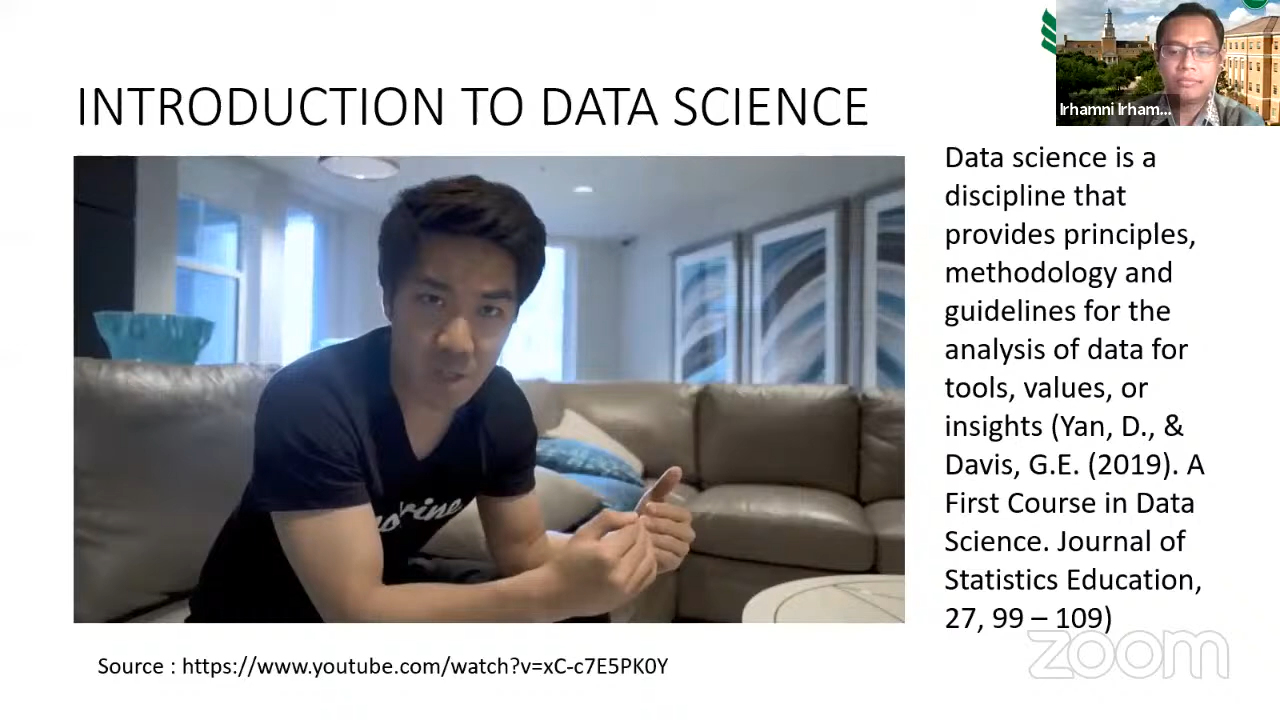 INTRODUCTION TO DATA SCIENCE
Irhamni Irham...
Data science is a
discipline that
provides principles,
methodology and
guidelines for the
analysis of data for
tools, values, or
insights (Yan, D., &
Davis, G.E. (2019). A
First Course in Data
Science. Journal of
Statistics Education,
27, 99 – 109)
Source : https://www.youtube.com/watch?v=xC-c7E5PK0Y
zoom